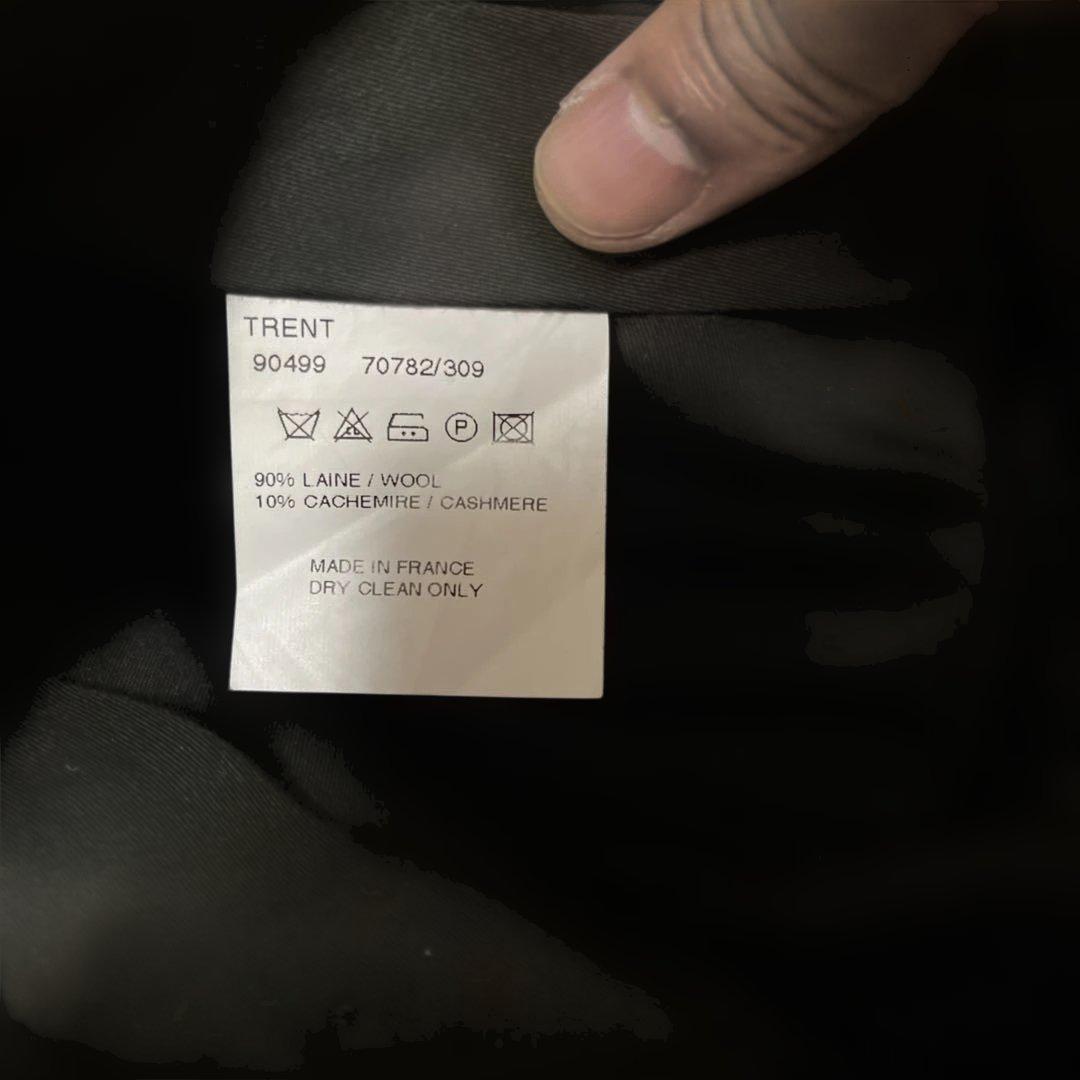 TRENT
90499 70782/309
P
90% LAINE / WOOL
10% CACHEMIRE / CASHMERE
MADE IN FRANCE
DRY CLEAN ONLY